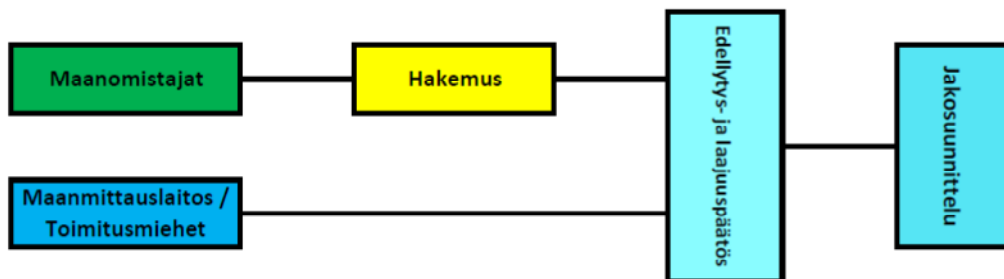 Maanomistajat
Hakemus
Maanmittauslaitos /
Toimitusmiehet
Edellytys- ja laajuuspäätös
Jakosuunnittelu